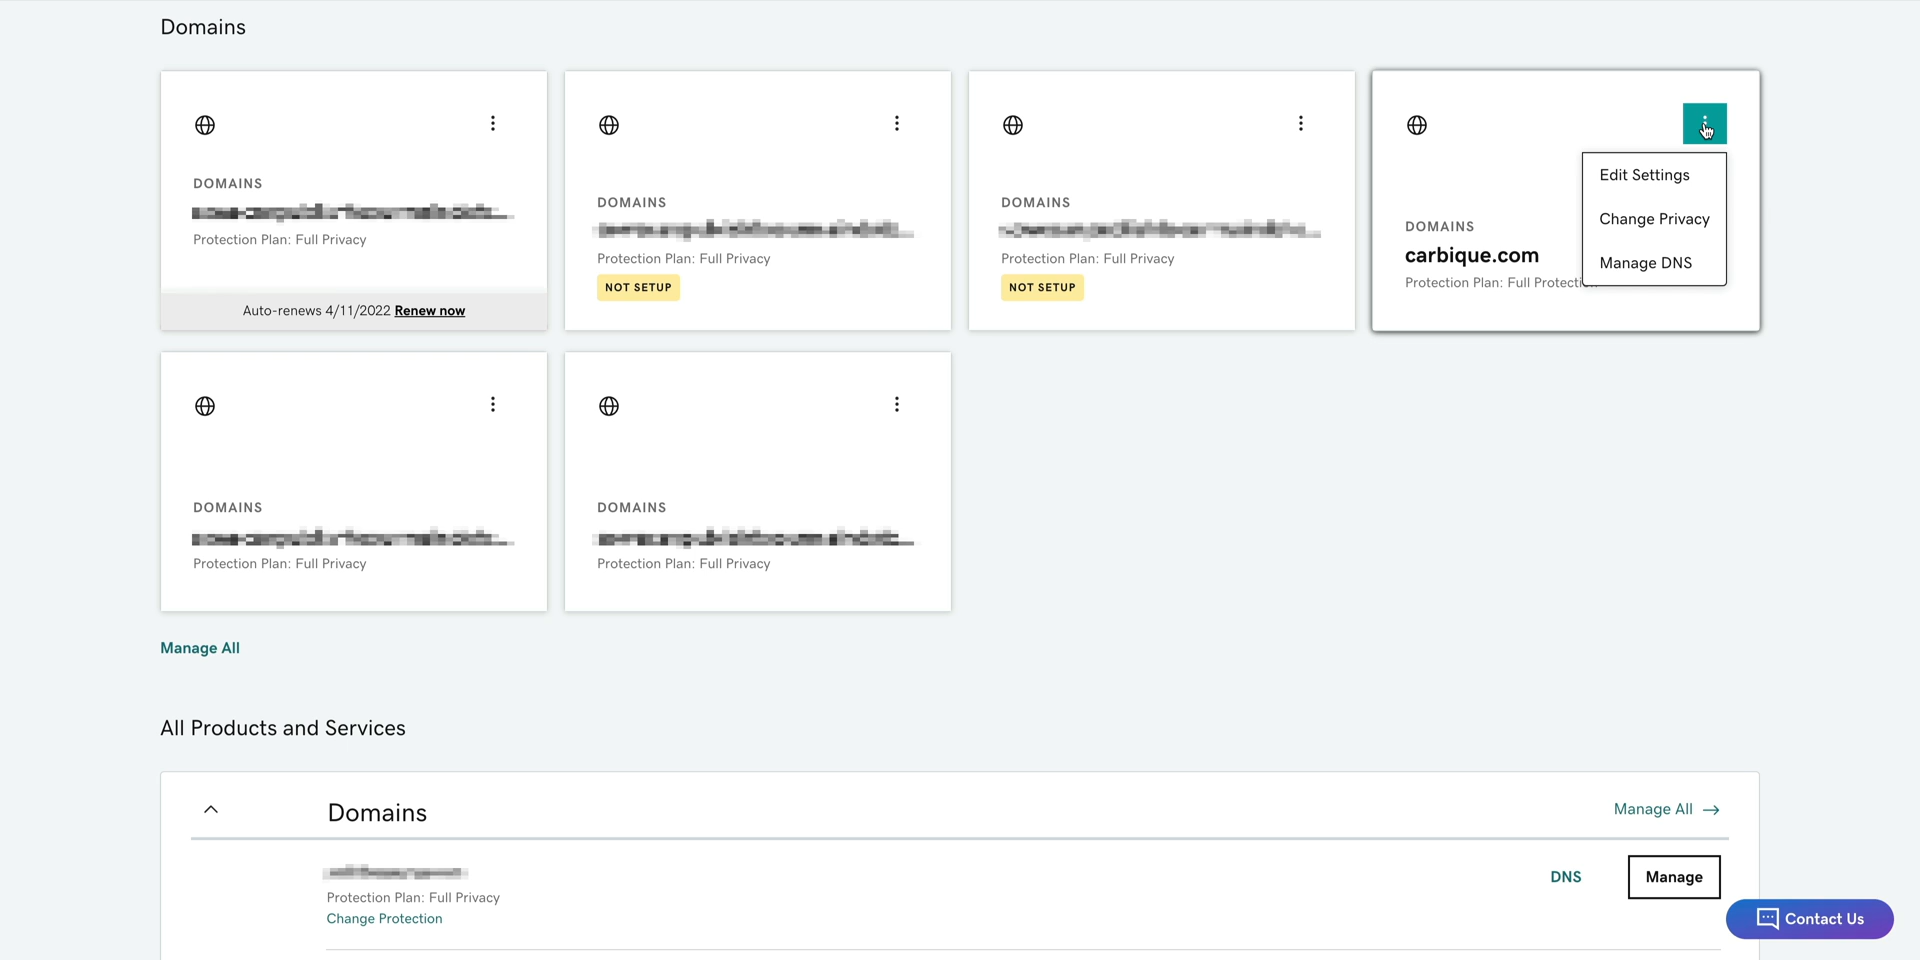 Domains
DOMAINS
Protection Plan: Full Privacy
Auto-renews 4/11/2022 Renew now
DOMAINS
Protection Plan: Full Privacy
NOT SETUP
DOMAINS
Protection Plan: Full Privacy
NOT SETUP
Edit Settings
Change Privacy
Manage DNS
DOMAINS
carbique.com
Protection Plan: Full
DOMAINS
Protection Plan: Full Privacy
DOMAINS
Protection Plan: Full Privacy
Manage All
All Products and Services
Domains
Manage All
Protection Plan: Full Privacy
Change Protection
DNS
Manage
Contact Us